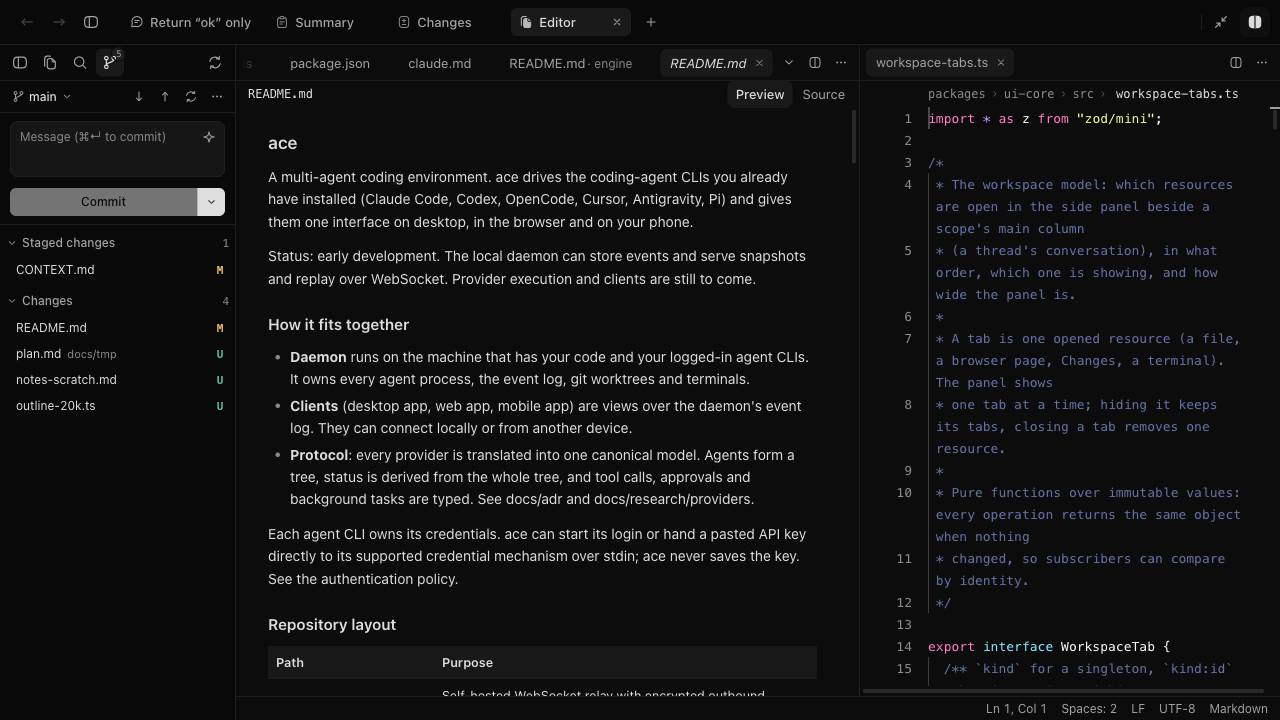 Return “ok” only
Summary
Changes
Editor
5
main
Message (⌘↵ to commit)
Commit
Staged changes 1
CONTEXT.md M
Changes 4
README.md M
plan.md docs/tmp U
notes-scratch.md U
outline-20k.ts U
package.json
claude.md
README.md · engine
README.md
README.md
Preview
Source
ace
A multi-agent coding environment. ace drives the coding-agent CLIs you already
have installed (Claude Code, Codex, OpenCode, Cursor, Antigravity, Pi) and gives
them one interface on desktop, in the browser and on your phone.
Status: early development. The local daemon can store events and serve snapshots
and replay over WebSocket. Provider execution and clients are still to come.
How it fits together
• Daemon runs on the machine that has your code and your logged-in agent CLIs.
It owns every agent process, the event log, git worktrees and terminals.
• Clients (desktop app, web app, mobile app) are views over the daemon's event
log. They can connect locally or from another device.
• Protocol: every provider is translated into one canonical model. Agents form a
tree, status is derived from the whole tree, and tool calls, approvals and
background tasks are typed. See docs/adr and docs/research/providers.
Each agent CLI owns its credentials. ace can start its login or hand a pasted API key
directly to its supported credential mechanism over stdin; ace never saves the key.
See the authentication policy.
Repository layout
Path Purpose
Self-hosted WebSocket relay with encrypted outbound
workspace-tabs.ts
packages › ui-core › src › workspace-tabs.ts
1 import * as z from "zod/mini";
2
3 /*
4 * The workspace model: which resources
are open in the side panel beside a
scope's main column
5 * (a thread's conversation), in what
order, which one is showing, and how
wide the panel is.
6 *
7 * A tab is one opened resource (a file,
a browser page, Changes, a terminal).
The panel shows
8 * one tab at a time; hiding it keeps
its tabs, closing a tab removes one
resource.
9 *
10 * Pure functions over immutable values:
every operation returns the same object
when nothing
11 * changed, so subscribers can compare
by identity.
12 */
13
14 export interface WorkspaceTab {
15 /** `kind` for a singleton, `kind:id`
Ln 1, Col 1 Spaces: 2 LF UTF-8 Markdown